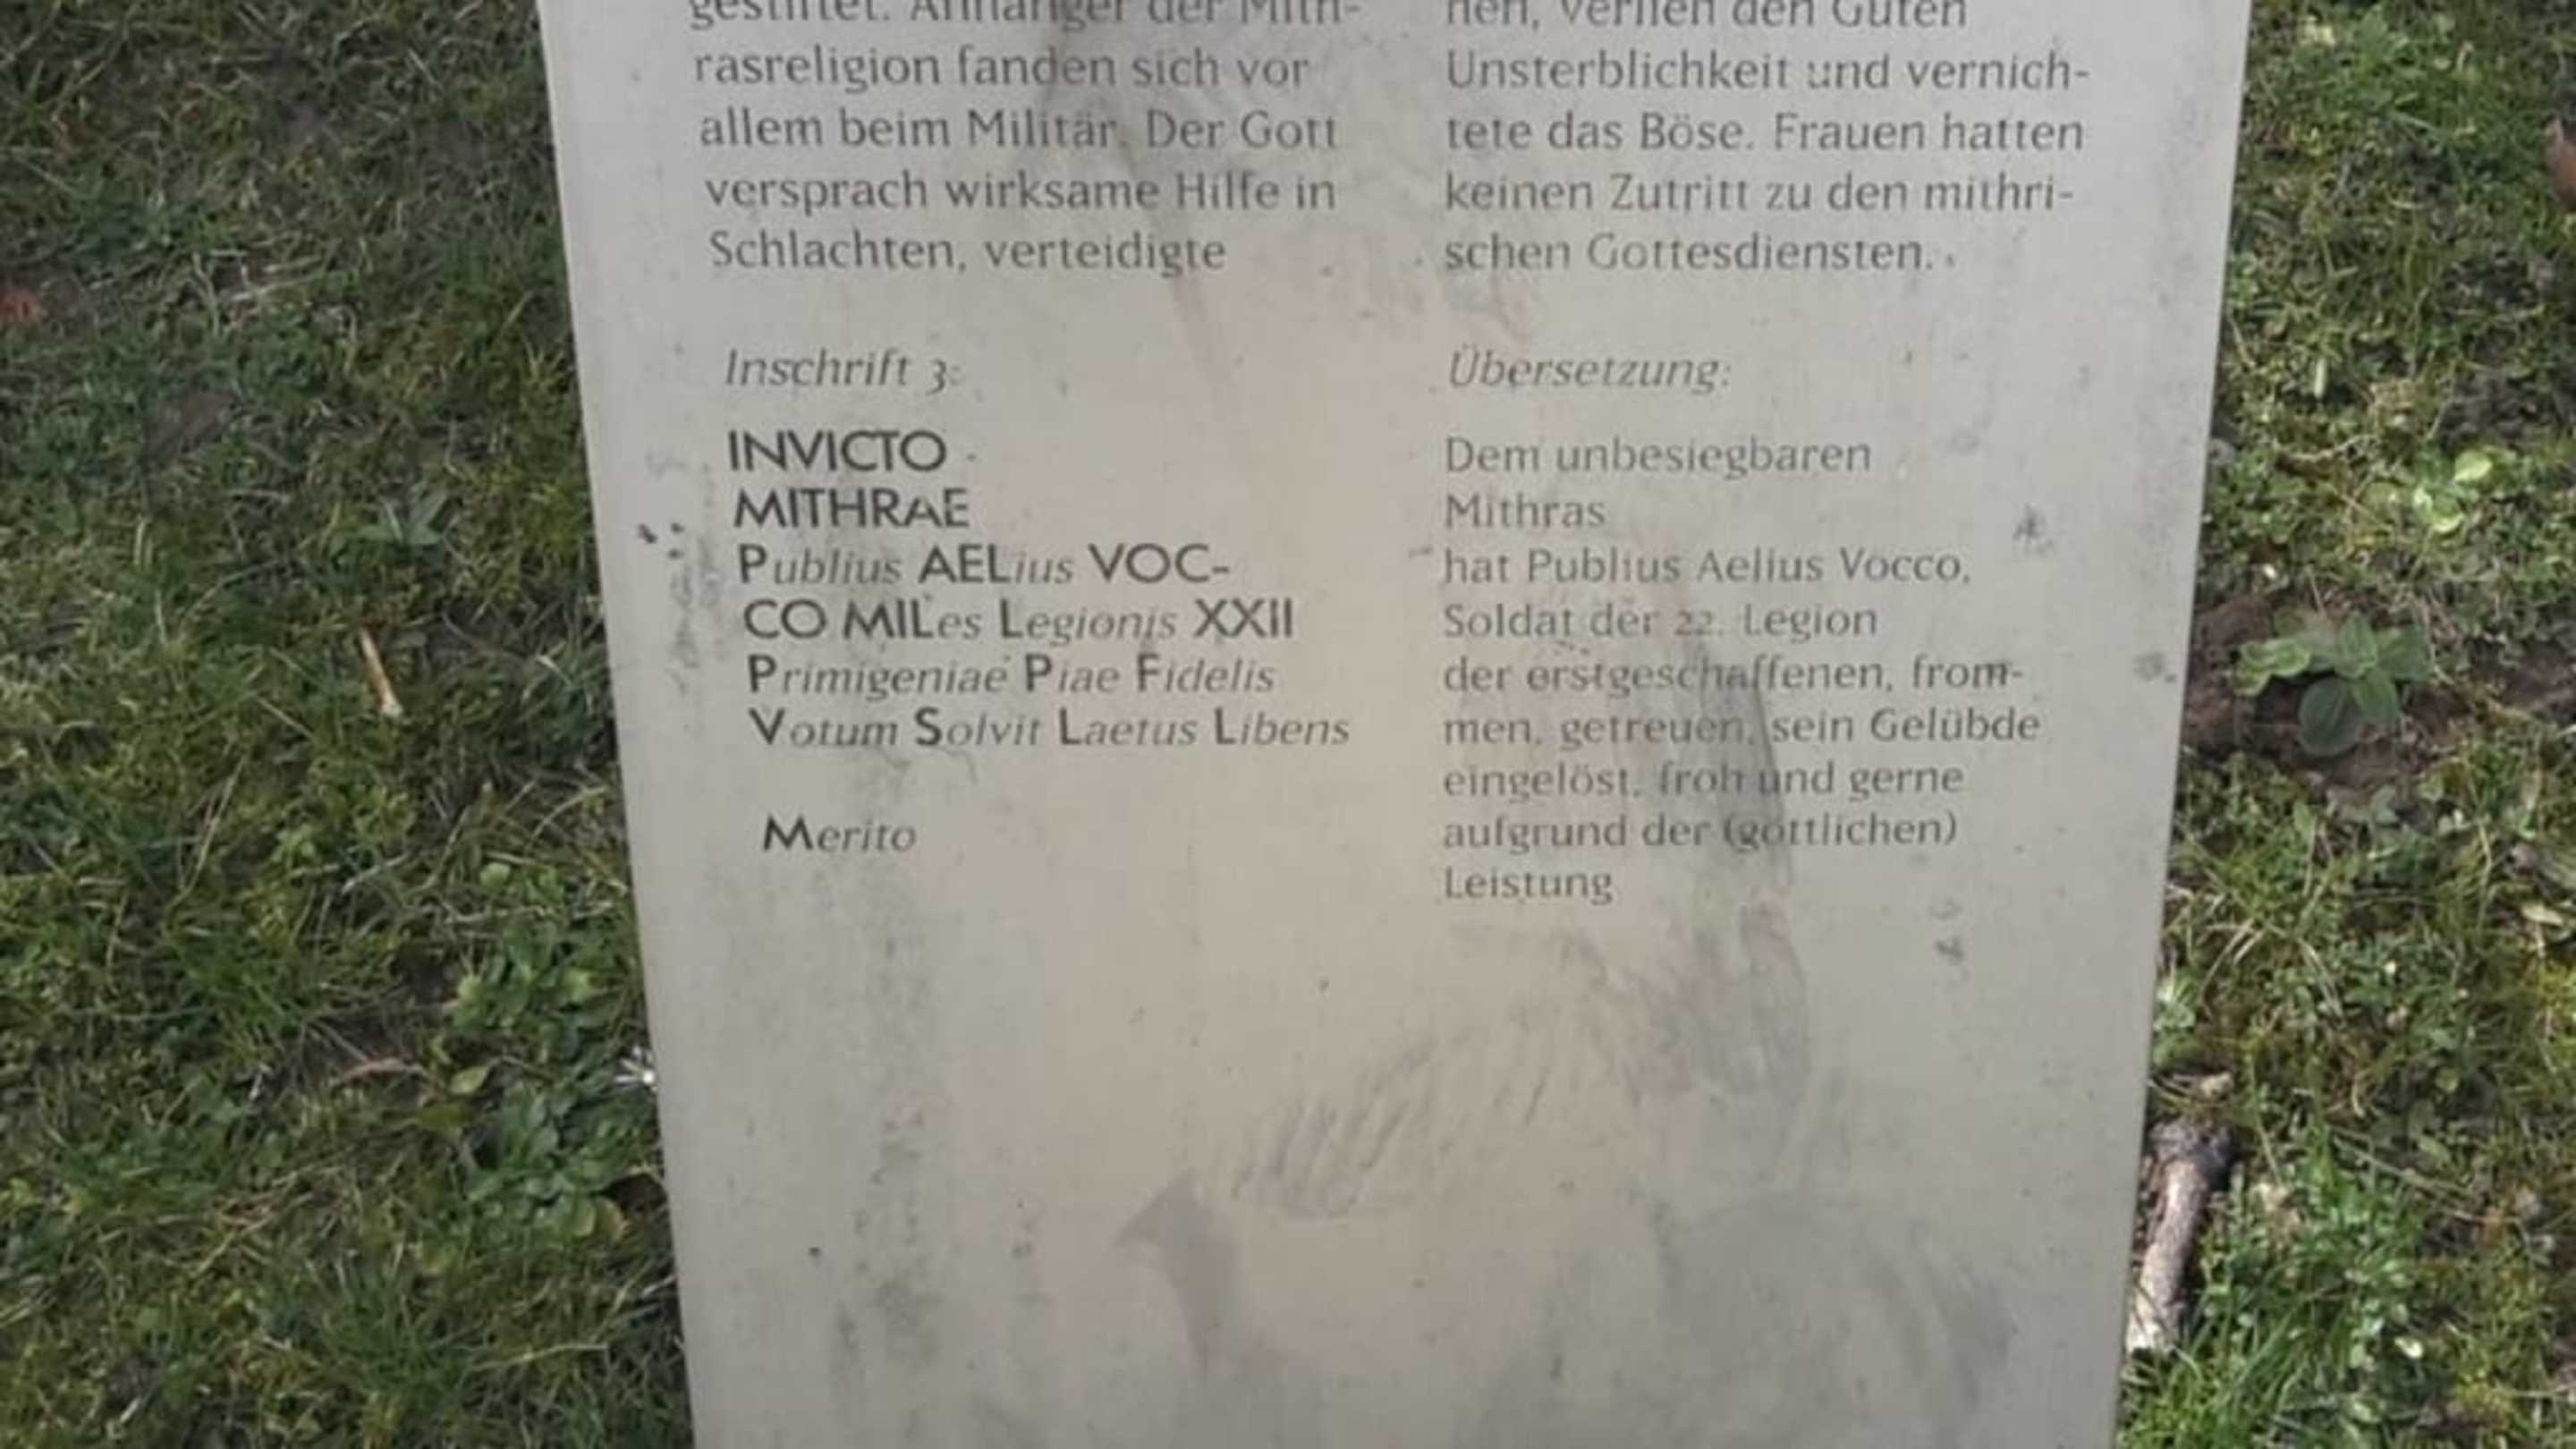 gestiftet. Anhänger der Mith-
rasreligion fanden sich vor
allem beim Militär. Der Gott
versprach wirksame Hilfe in
Schlachten, verteidigte
nen, verlieh den Guten
Unsterblichkeit und vernich-
tete das Böse. Frauen hatten
keinen Zutritt zu den mithri-
schen Gottesdiensten.
Inschrift 3:
INVICTO
MITHRAE
Publius AELius VOC-
CO MILes Legionis XXII
Primigeniae Piae Fidelis
Votum Solvit Laetus Libens
Merito
Übersetzung:
Dem unbesiegbaren
Mithras
hat Publius Aelius Vocco,
Soldat der 22. Legion
der erstgeschaffenen, from-
men, getreuen, sein Gelübde
eingelöst, froh und gerne
aufgrund der (göttlichen)
Leistung